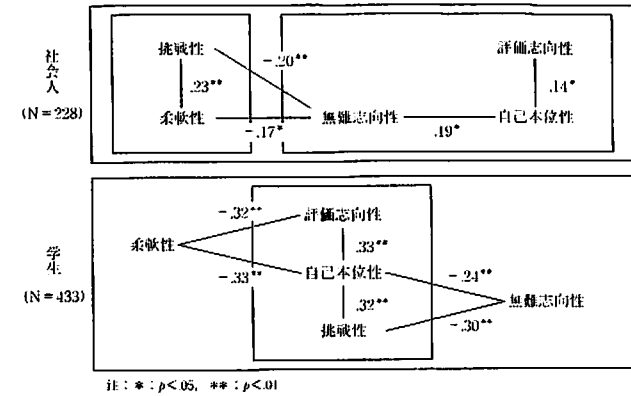 社会人
(N=228)
挑戦性
-.20**
評価志向性
.23**
.14*
柔軟性
-.17*
無難志向性
.19*
自己本位性
学生
(N=433)
-.32**
評価志向性
柔軟性
.33**
-.33**
自己本位性
-.24**
.32**
無難志向性
挑戦性
-.30**
注：*：p<.05, **：p<.01